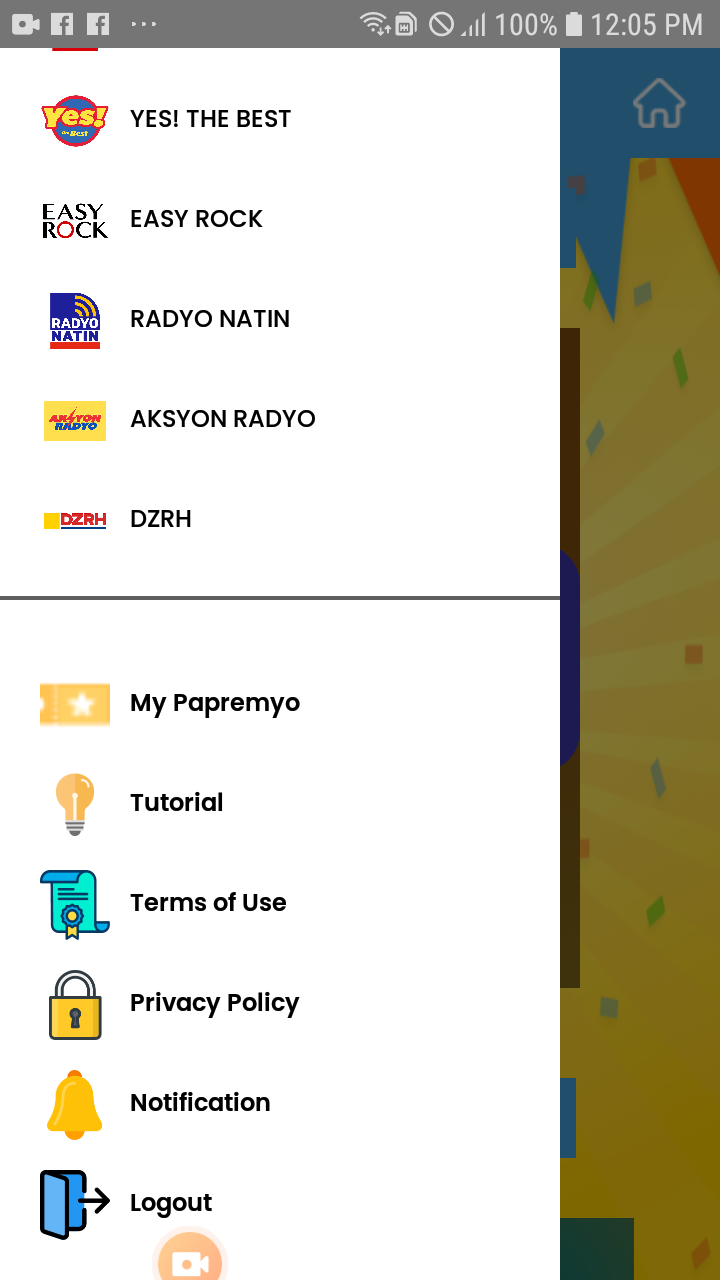 100% 12:05 PM
Yes! The Best YES! THE BEST
EASY ROCK EASY ROCK
RADYO NATIN RADYO NATIN
AKSYON RADYO AKSYON RADYO
DZRH DZRH
My Papremyo
Tutorial
Terms of Use
Privacy Policy
Notification
Logout